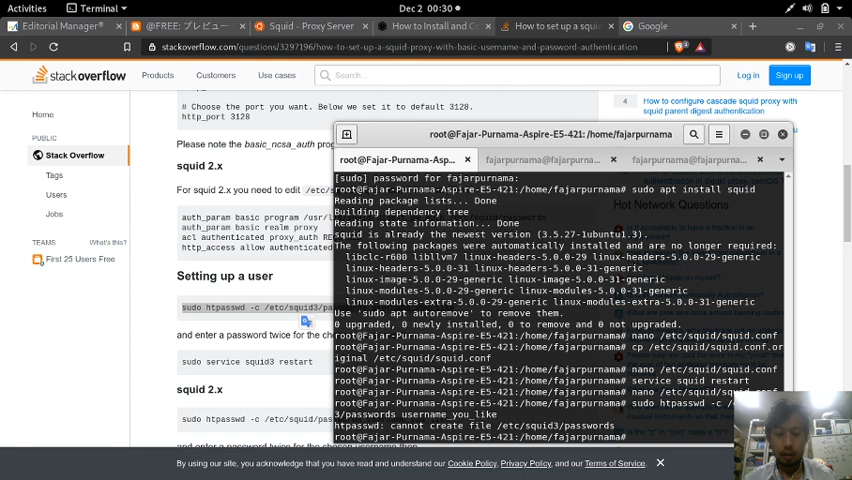 Activities
Terminal
Dec 2 00:30
Editorial Manager®
@FREE: プレビュー
Squid - Proxy Server
How to Install and Co
How to set up a squid
Google
stackoverflow.com/questions/3297196/how-to-set-up-a-squid-proxy-with-basic-username-and-password-authentication
stackoverflow
Products
Customers
Use cases
Search...
Log in
Sign up
Home
PUBLIC
Stack Overflow
Tags
Users
Jobs
TEAMS
What's this?
First 25 Users Free
# Choose the port you want. Below we set it to default 3128.
http_port 3128
Please note the basic_ncsa_auth prog
squid 2.x
For squid 2.x you need to edit /etc/s
auth_param basic program /usr/l
auth_param basic realm proxy
acl authenticated proxy_auth RE
http_access allow authenticated
Setting up a user
sudo htpasswd -c /etc/squid3/pa
and enter a password twice for the cho
sudo service squid3 restart
squid 2.x
sudo htpasswd -c /etc/squid/pas
and enter a password twice for the chosen username then
4
How to configure cascade squid proxy with
squid parent digest authentication
root@Fajar-Purnama-Aspire-E5-421: /home/fajarpurnama
root@Fajar-Purnama-Asp...
fajarpurnama@fajarpurnama...
fajarpurnama@fajarpurnama...
[sudo] password for fajarpurnama:
root@Fajar-Purnama-Aspire-E5-421:/home/fajarpurnama# sudo apt install squid
Reading package lists... Done
Building dependency tree
Reading state information... Done
squid is already the newest version (3.5.27-1ubuntu1.3).
The following packages were automatically installed and are no longer required:
libclc-r600 libllvm7 linux-headers-5.0.0-29 linux-headers-5.0.0-29-generic
linux-headers-5.0.0-31 linux-headers-5.0.0-31-generic
linux-image-5.0.0-29-generic linux-image-5.0.0-31-generic
linux-modules-5.0.0-29-generic linux-modules-5.0.0-31-generic
linux-modules-extra-5.0.0-29-generic linux-modules-extra-5.0.0-31-generic
Use 'sudo apt autoremove' to remove them.
0 upgraded, 0 newly installed, 0 to remove and 0 not upgraded.
root@Fajar-Purnama-Aspire-E5-421:/home/fajarpurnama# nano /etc/squid/squid.conf
root@Fajar-Purnama-Aspire-E5-421:/home/fajarpurnama# cp /etc/squid/squid.conf.or
iginal /etc/squid/squid.conf
root@Fajar-Purnama-Aspire-E5-421:/home/fajarpurnama# nano /etc/squid/squid.conf
root@Fajar-Purnama-Aspire-E5-421:/home/fajarpurnama# service squid restart
root@Fajar-Purnama-Aspire-E5-421:/home/fajarpurnama# nano /etc/squid/squid.conf
root@Fajar-Purnama-Aspire-E5-421:/home/fajarpurnama# sudo htpasswd -c /
3/passwords username_you_like
htpasswd: cannot create file /etc/squid3/passwords
root@Fajar-Purnama-Aspire-E5-421:/home/fajarpurnama#
By using our site, you acknowledge that you have read and understand our Cookie Policy, Privacy Policy, and our Terms of Service.